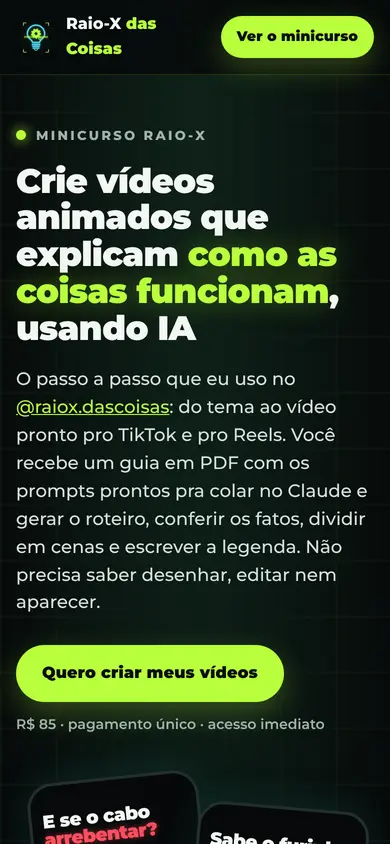 Raio-X das
Coisas
Ver o minicurso
MINICURSO RAIO-X
Crie vídeos
animados que
explicam como as
coisas funcionam,
usando IA
O passo a passo que eu uso no
@raiox.dascoisas: do tema ao vídeo
pronto pro TikTok e pro Reels. Você
recebe um guia em PDF com os
prompts prontos pra colar no Claude e
gerar o roteiro, conferir os fatos, dividir
em cenas e escrever a legenda. Não
precisa saber desenhar, editar nem
aparecer.
Quero criar meus vídeos
R$ 85 · pagamento único · acesso imediato
E se o cabo
arrebentar?
Sabe o